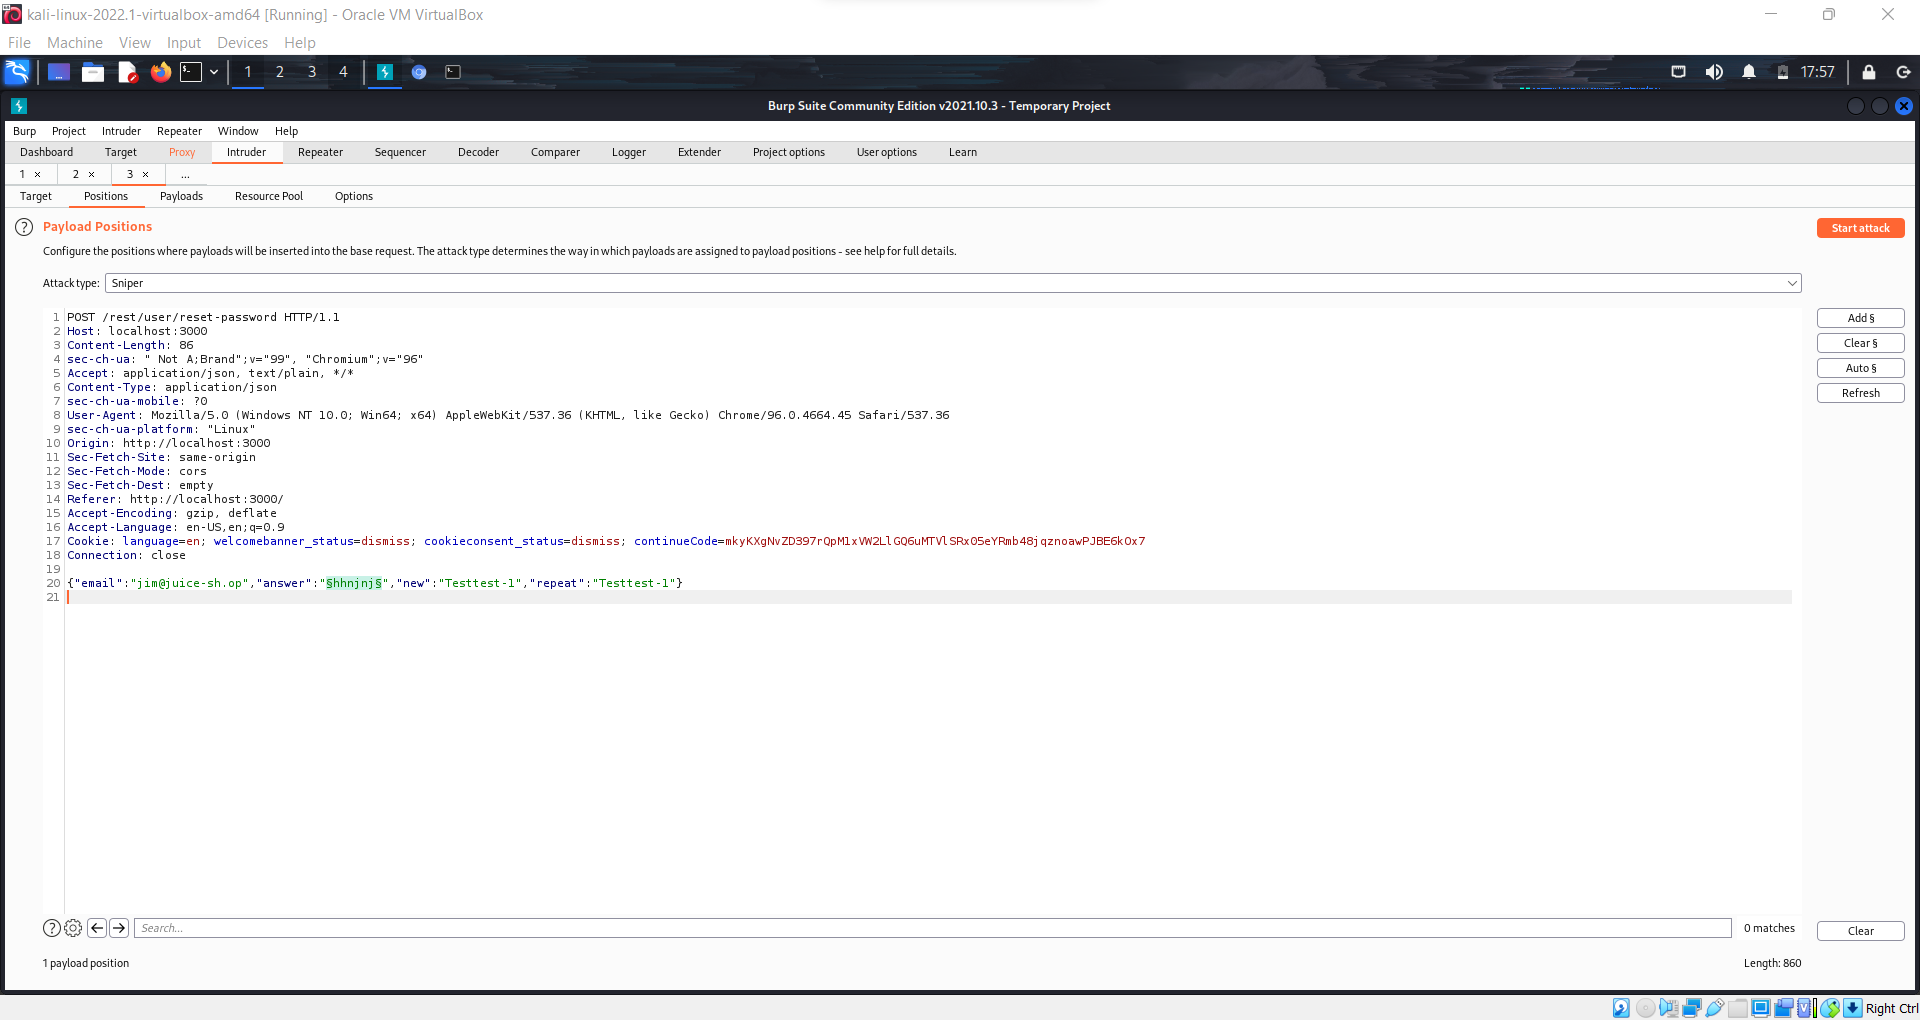 kali-linux-2022.1-virtualbox-amd64 [Running] - Oracle VM VirtualBox
File Machine View Input Devices Help
1 2 3 4 17:57
Burp Suite Community Edition v2021.10.3 - Temporary Project
Burp Project Intruder Repeater Window Help
Dashboard Target Proxy Intruder Repeater Sequencer Decoder Comparer Logger Extender Project options User options Learn
1 × 2 × 3 × ...
Target Positions Payloads Resource Pool Options
? Payload Positions Start attack
Configure the positions where payloads will be inserted into the base request. The attack type determines the way in which payloads are assigned to payload positions - see help for full details.
Attack type: Sniper
1 POST /rest/user/reset-password HTTP/1.1 Add §
2 Host: localhost:3000
3 Content-Length: 86 Clear §
4 sec-ch-ua: " Not A;Brand";v="99", "Chromium";v="96"
5 Accept: application/json, text/plain, */* Auto §
6 Content-Type: application/json Refresh
7 sec-ch-ua-mobile: ?0
8 User-Agent: Mozilla/5.0 (Windows NT 10.0; Win64; x64) AppleWebKit/537.36 (KHTML, like Gecko) Chrome/96.0.4664.45 Safari/537.36
9 sec-ch-ua-platform: "Linux"
10 Origin: http://localhost:3000
11 Sec-Fetch-Site: same-origin
12 Sec-Fetch-Mode: cors
13 Sec-Fetch-Dest: empty
14 Referer: http://localhost:3000/
15 Accept-Encoding: gzip, deflate
16 Accept-Language: en-US,en;q=0.9
17 Cookie: language=en; welcomebanner_status=dismiss; cookieconsent_status=dismiss; continueCode=mkyKXgNvZD397rQpM1xVW2LlGQ6uMTVlSRxO5eYRmb48jqznoawPJBE6kOx7
18 Connection: close
19
20 {"email":"jim@juice-sh.op","answer":"§hhnjnj§","new":"Testtest-1","repeat":"Testtest-1"}
21
? Search... 0 matches Clear
1 payload position Length: 860
Right Ctrl